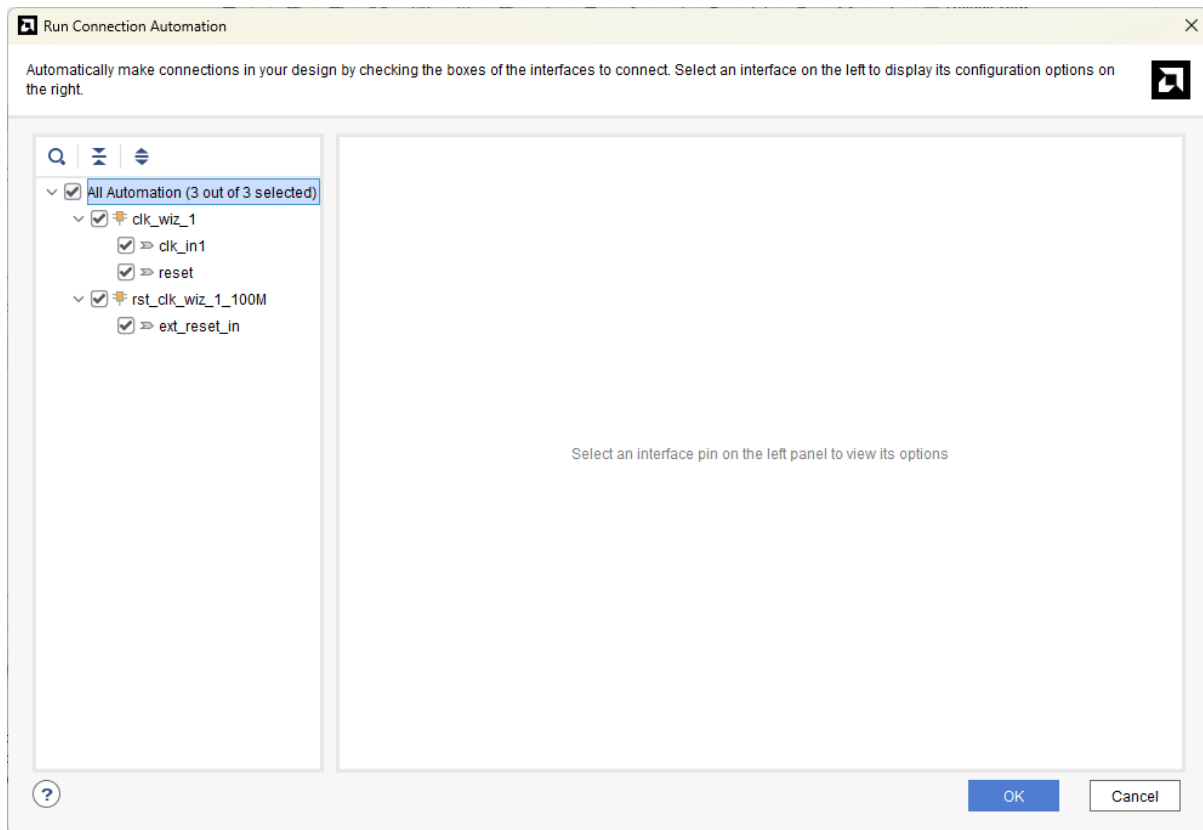 Run Connection Automation
Automatically make connections in your design by checking the boxes of the interfaces to connect. Select an interface on the left to display its configuration options on
the right.
All Automation (3 out of 3 selected)
clk_wiz_1
clk_in1
reset
rst_clk_wiz_1_100M
ext_reset_in
Select an interface pin on the left panel to view its options
?
OK
Cancel